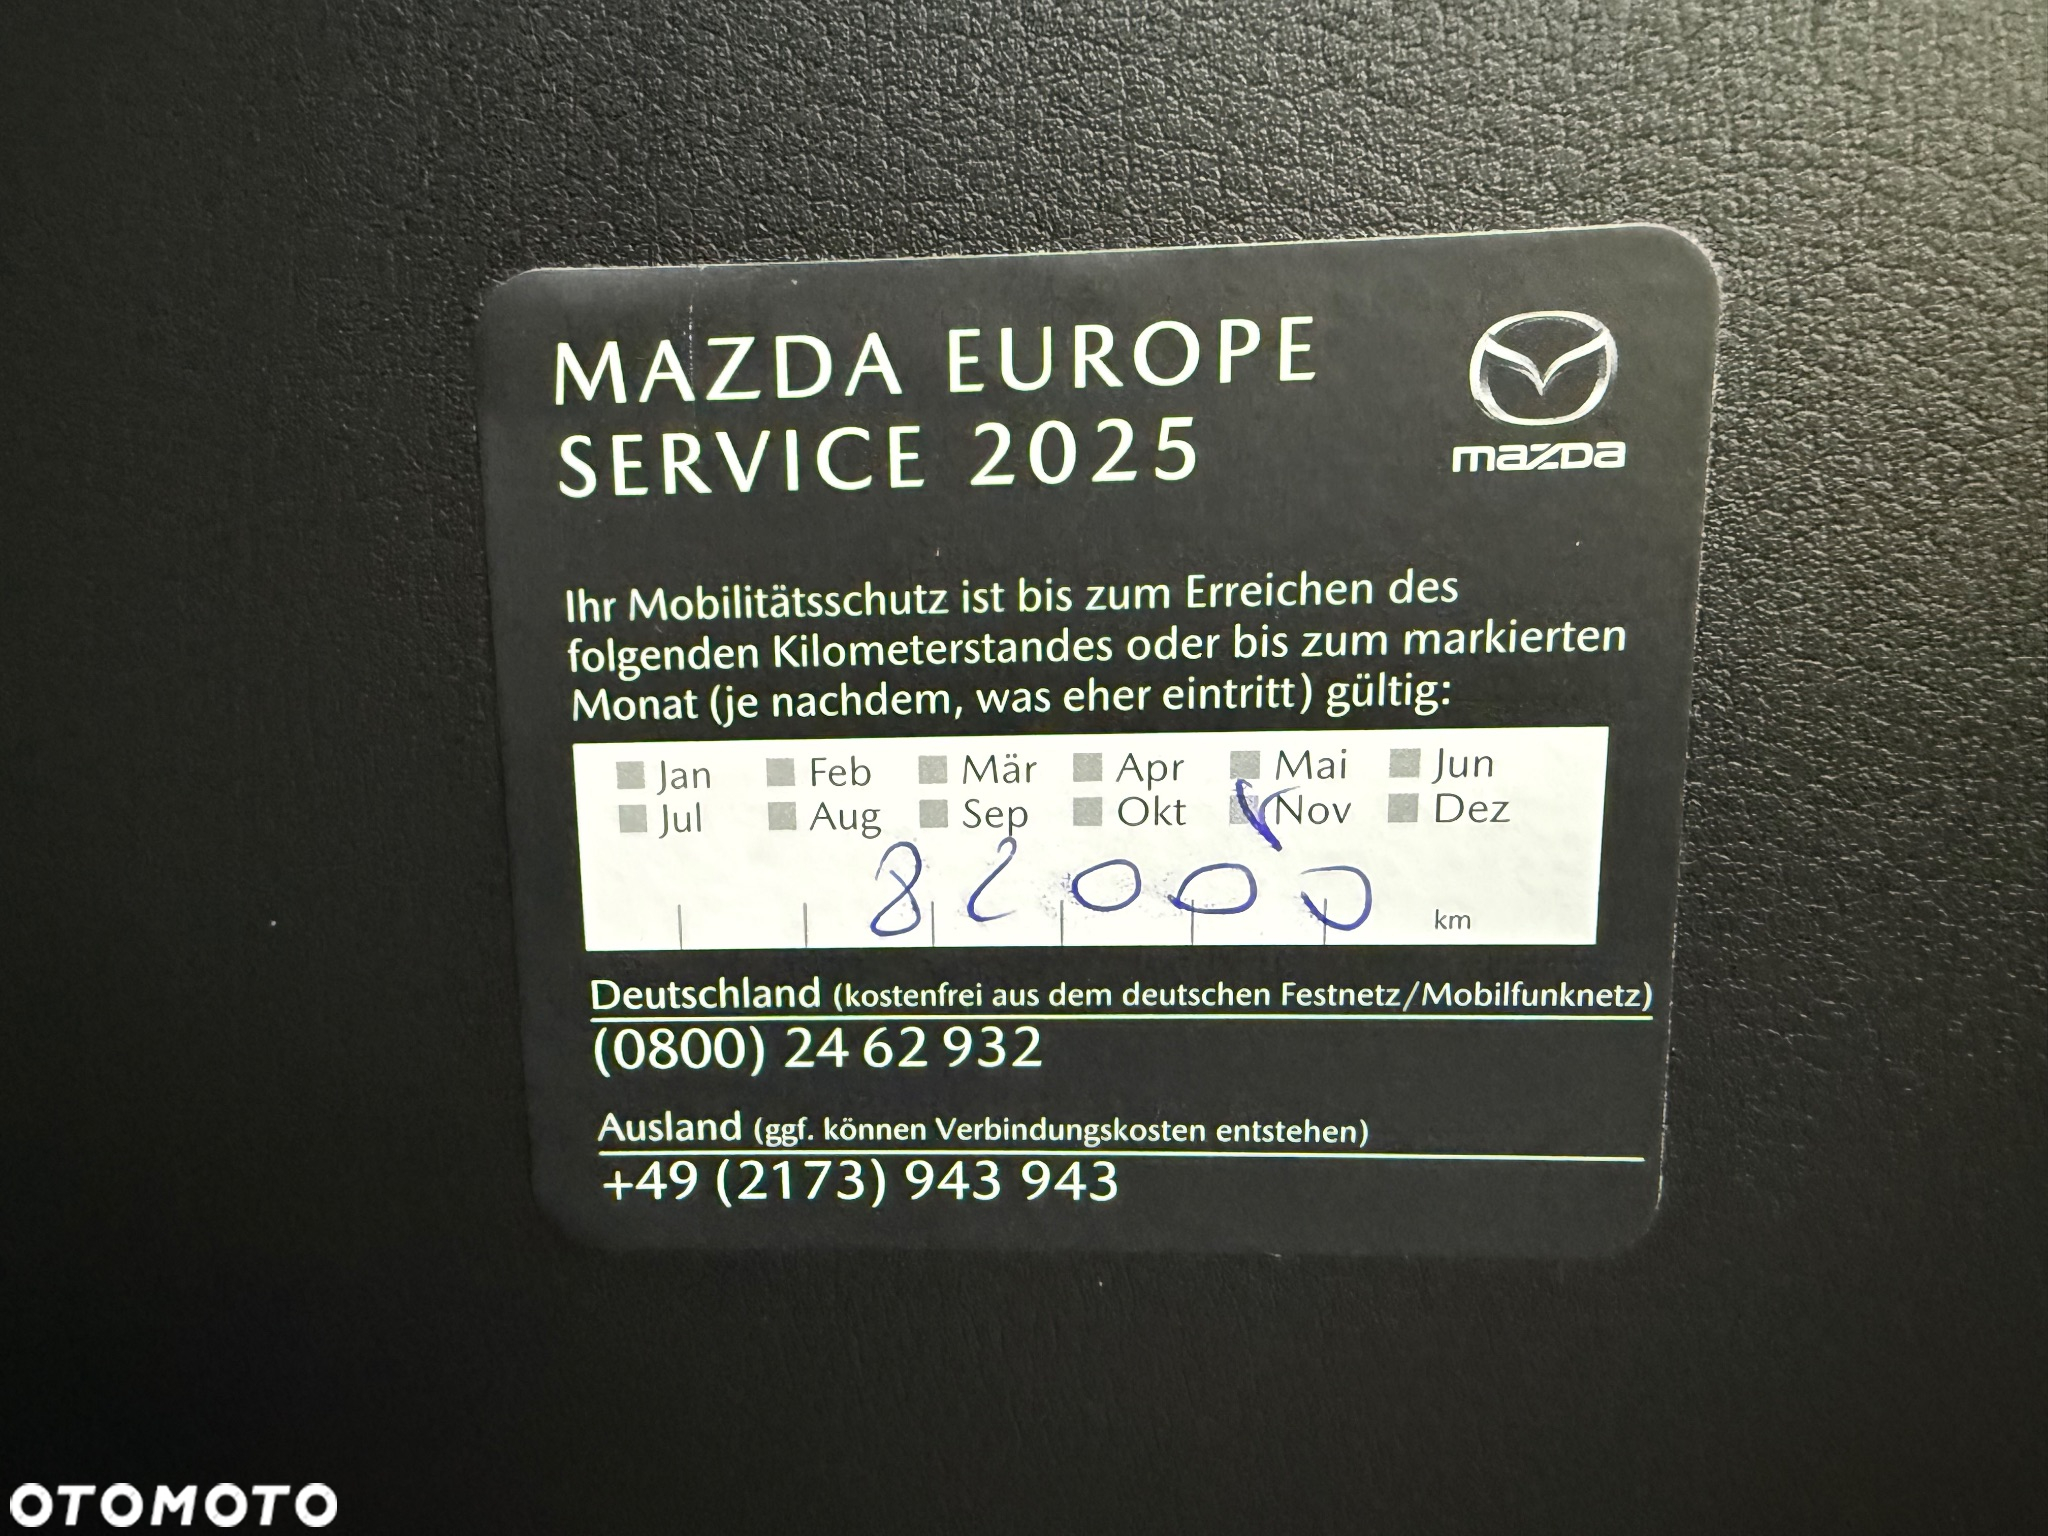 MAZDA EUROPE
SERVICE 2025
mazda
Ihr Mobilitätsschutz ist bis zum Erreichen des
folgenden Kilometerstandes oder bis zum markierten
Monat (je nachdem, was eher eintritt) gültig:
Jan Feb Mär Apr Mai Jun
Jul Aug Sep Okt Nov Dez
82000 km
Deutschland (kostenfrei aus dem deutschen Festnetz/Mobilfunknetz)
(0800) 24 62 932
Ausland (ggf. können Verbindungskosten entstehen)
+49 (2173) 943 943
OTOMOTO